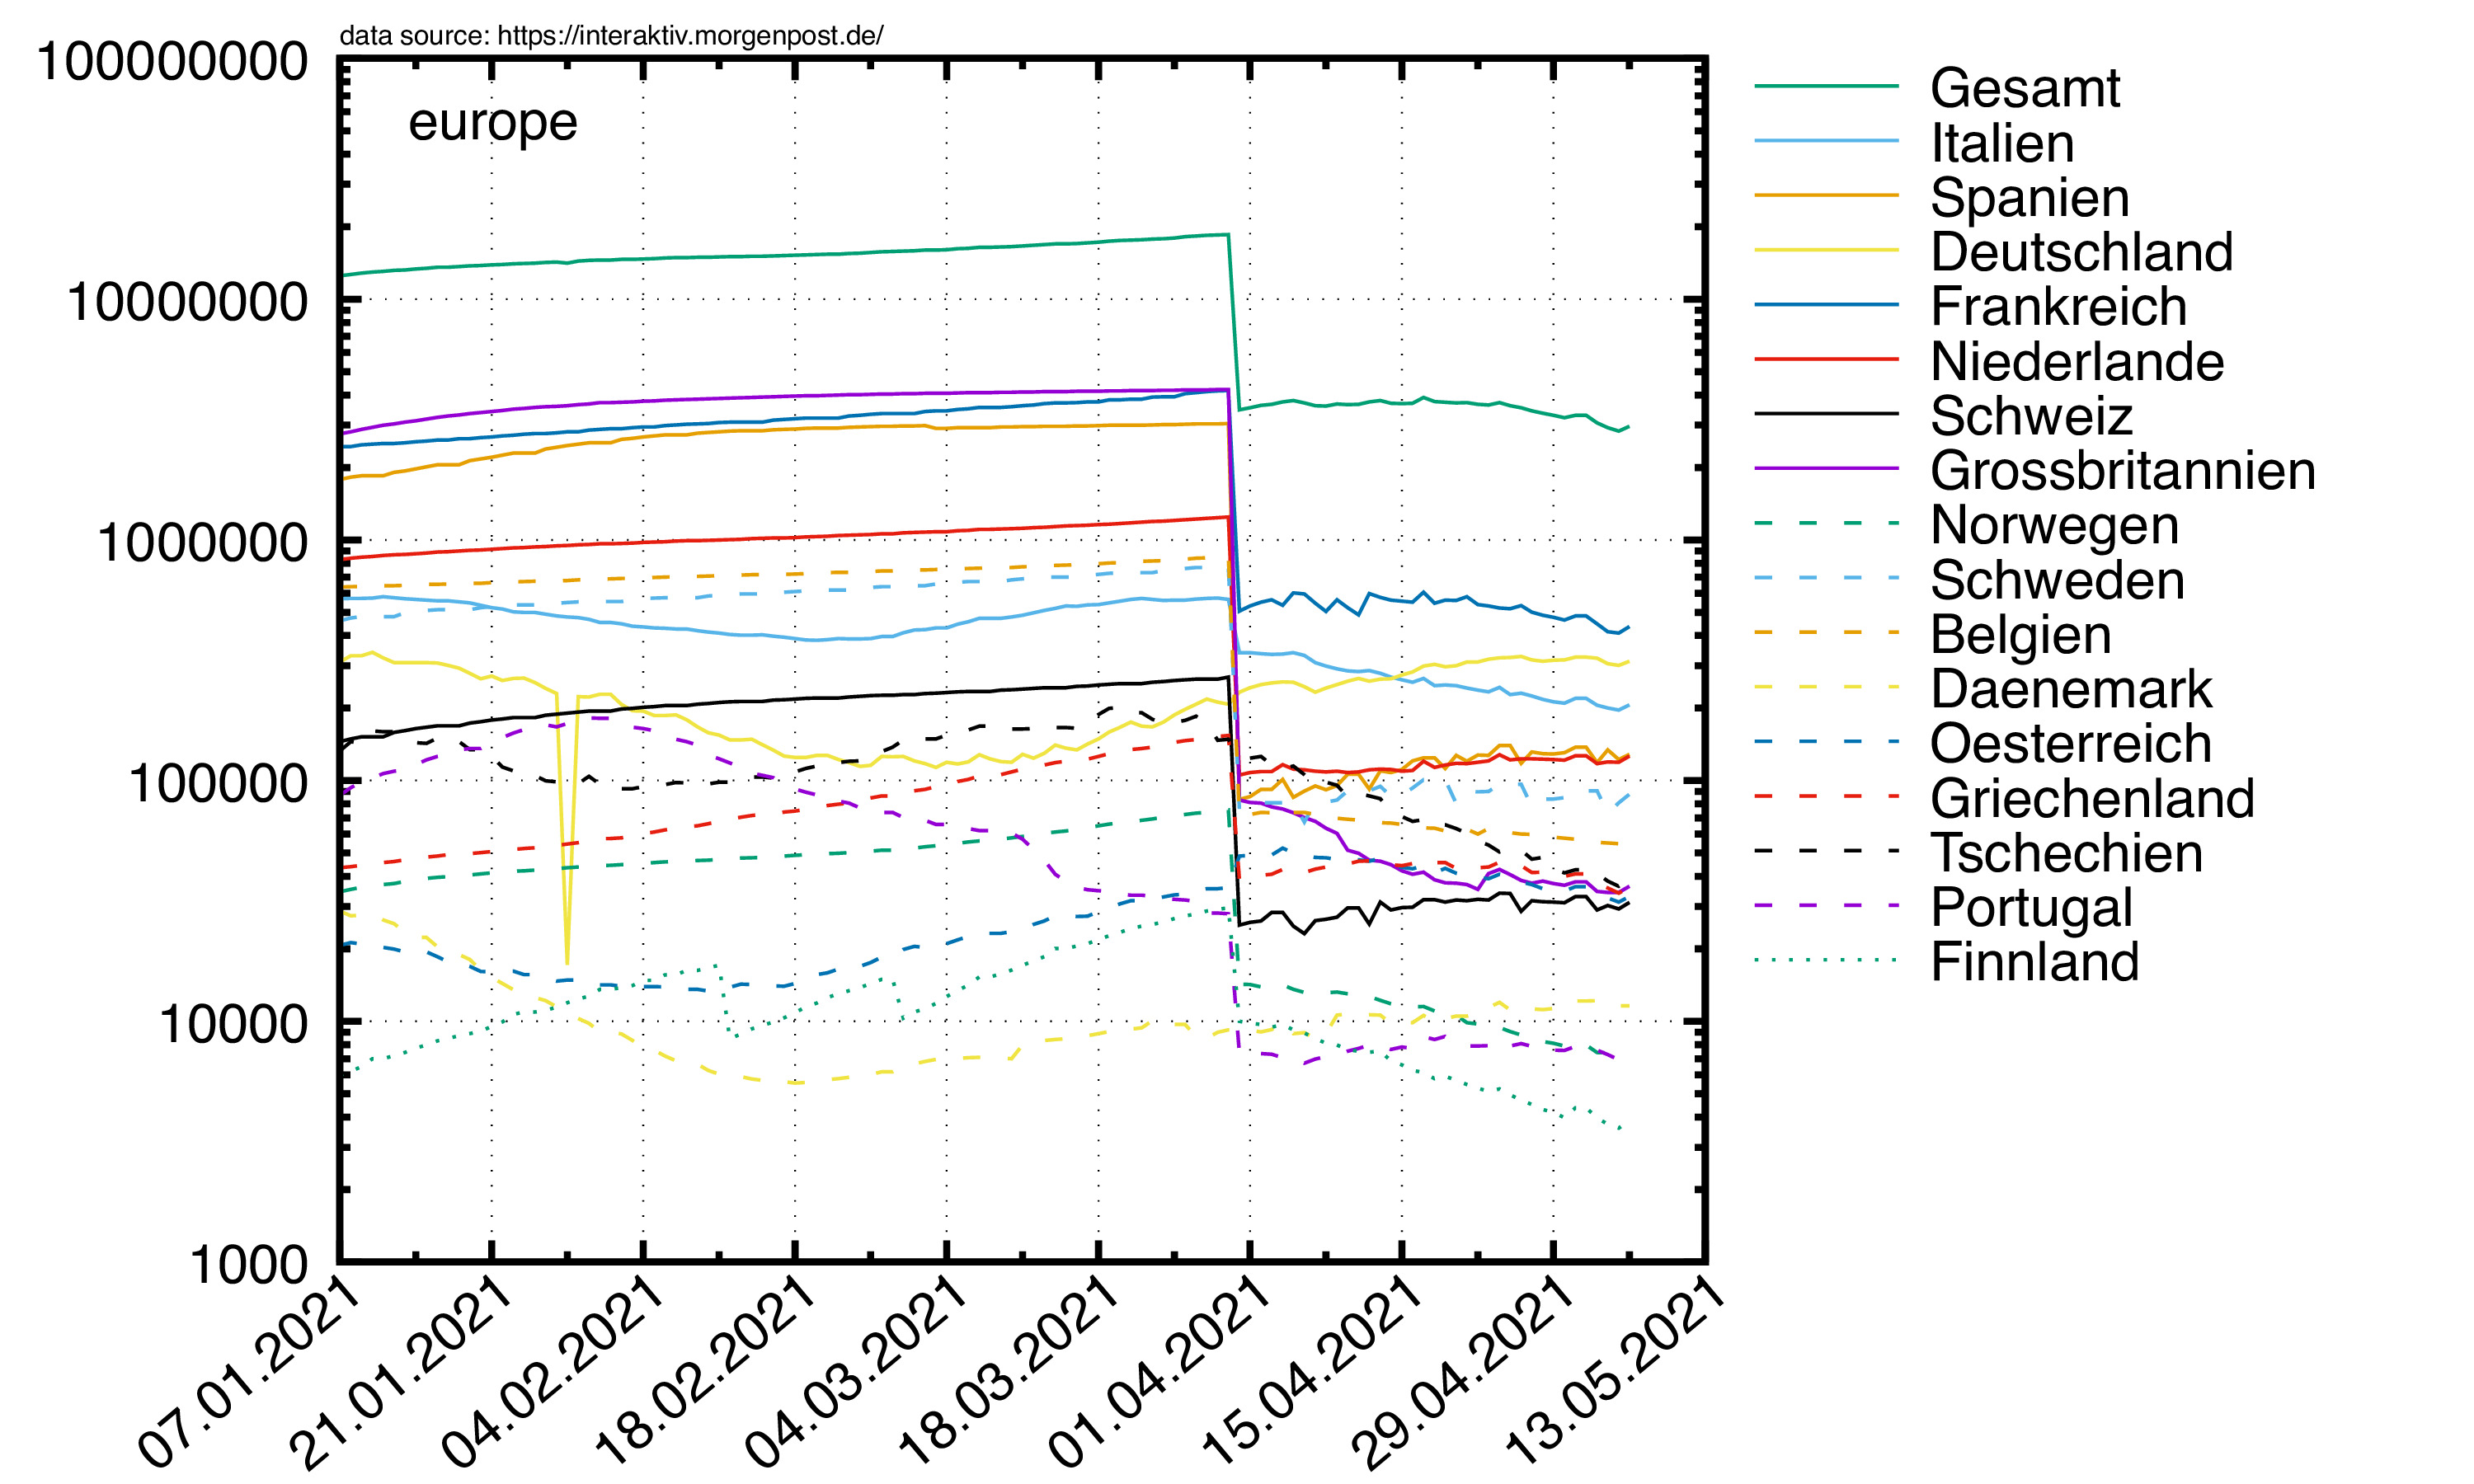 data source: https://interaktiv.morgenpost.de/
europe
100000000
10000000
1000000
100000
10000
1000
07.01.2021
21.01.2021
04.02.2021
18.02.2021
04.03.2021
18.03.2021
01.04.2021
15.04.2021
29.04.2021
13.05.2021
Gesamt
Italien
Spanien
Deutschland
Frankreich
Niederlande
Schweiz
Grossbritannien
Norwegen
Schweden
Belgien
Daenemark
Oesterreich
Griechenland
Tschechien
Portugal
Finnland